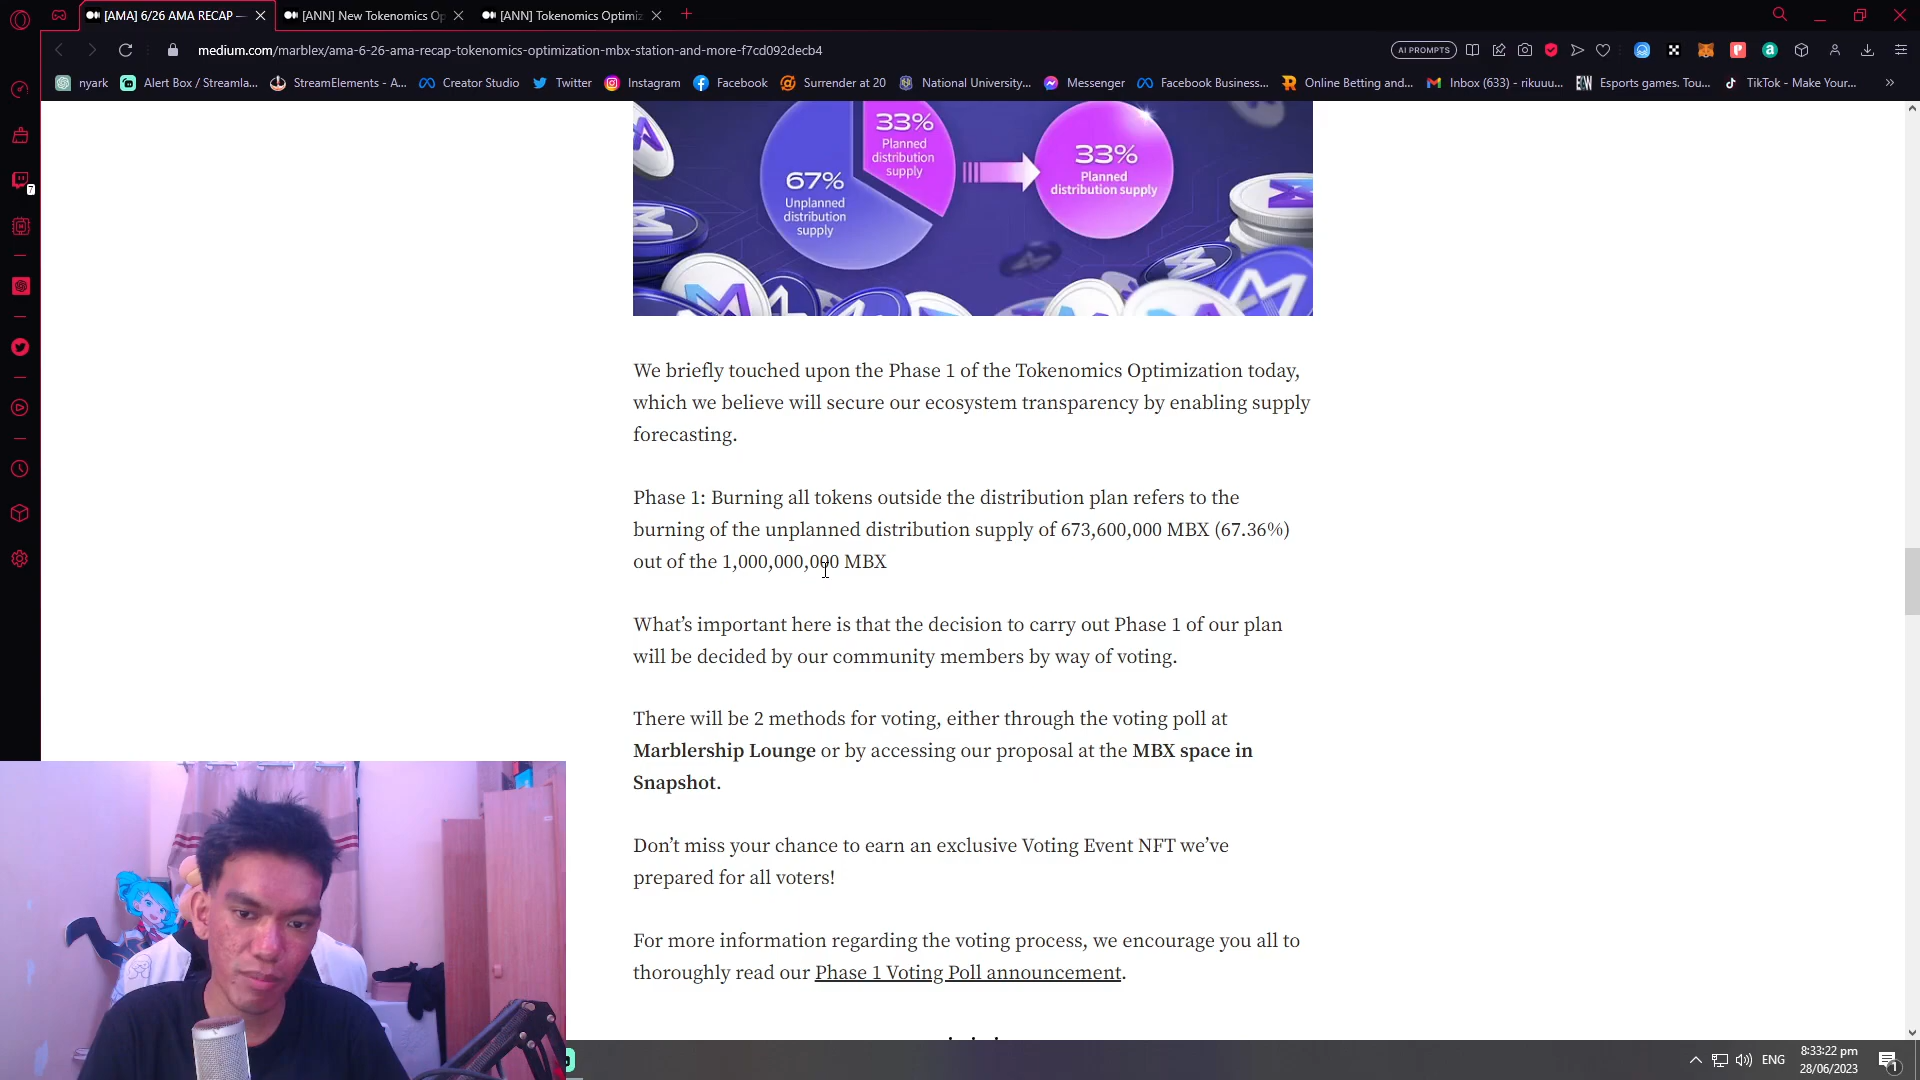 [AMA] 6/26 AMA RECAP —
[ANN] New Tokenomics Op
[ANN] Tokenomics Optimiz
medium.com/marblex/ama-6-26-ama-recap-tokenomics-optimization-mbx-station-and-more-f7cd092decb4
AI PROMPTS
nyark
Alert Box / Streamla...
StreamElements - A...
Creator Studio
Twitter
Instagram
Facebook
Surrender at 20
National University...
Messenger
Facebook Business...
Online Betting and...
Inbox (633) - rikuuu...
Esports games. Tou...
TikTok - Make Your...
7
33%
Planned
distribution
supply
67%
Unplanned
distribution
supply
33%
Planned
distribution supply
We briefly touched upon the Phase 1 of the Tokenomics Optimization today,
which we believe will secure our ecosystem transparency by enabling supply
forecasting.
Phase 1: Burning all tokens outside the distribution plan refers to the
burning of the unplanned distribution supply of 673,600,000 MBX (67.36%)
out of the 1,000,000,000 MBX
What’s important here is that the decision to carry out Phase 1 of our plan
will be decided by our community members by way of voting.
There will be 2 methods for voting, either through the voting poll at
Marblership Lounge or by accessing our proposal at the MBX space in
Snapshot.
Don’t miss your chance to earn an exclusive Voting Event NFT we’ve
prepared for all voters!
For more information regarding the voting process, we encourage you all to
thoroughly read our Phase 1 Voting Poll announcement.
ENG
8:33:22 pm
28/06/2023
1